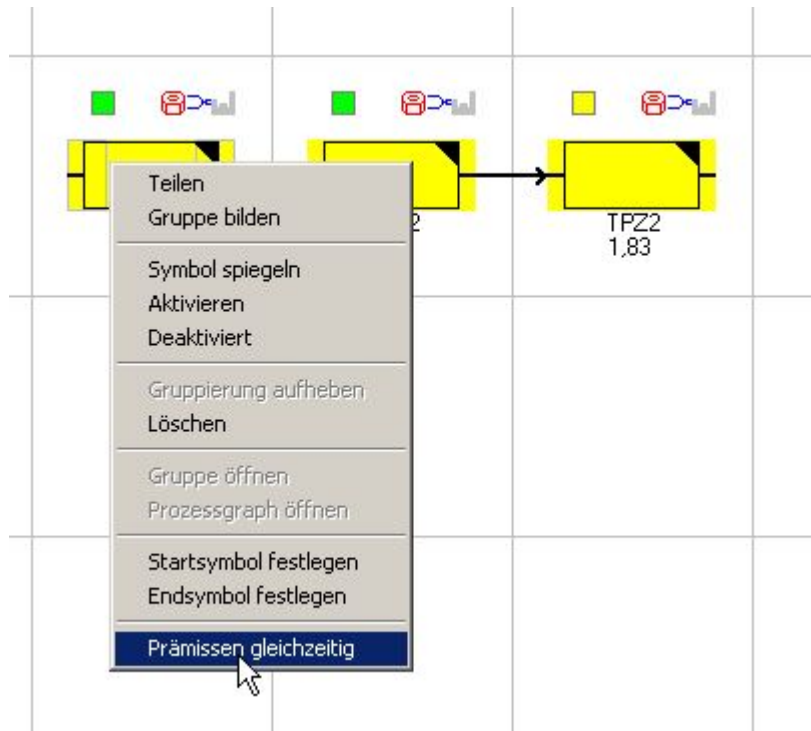 Teilen
Gruppe bilden
Symbol spiegeln
Aktivieren
Deaktiviert
Gruppierung aufheben
Löschen
Gruppe öffnen
Prozessgraph öffnen
Startsymbol festlegen
Endsymbol festlegen
Prämissen gleichzeitig
2
TPZ2
1,83